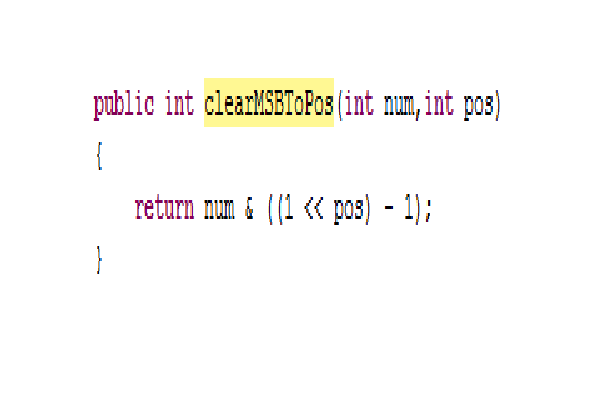 public int clearMSBToPos(int num,int pos)
{
return num & ((1 << pos) - 1);
}